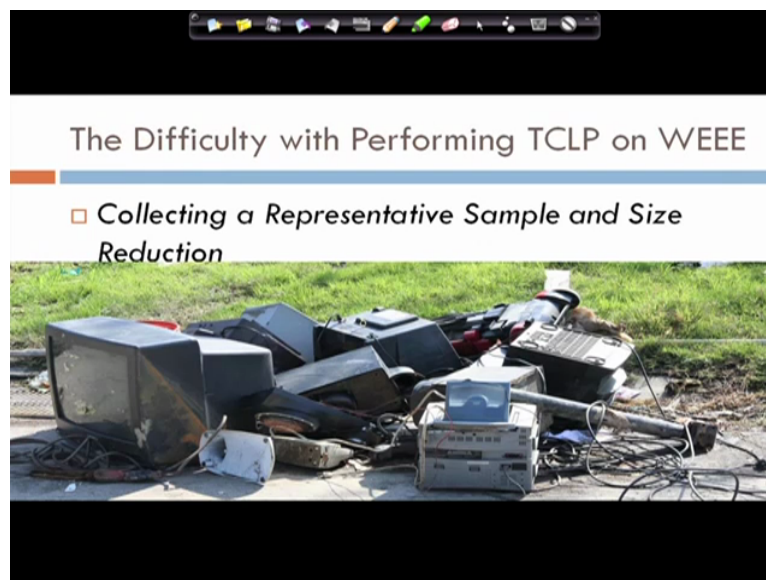 The Difficulty with Performing TCLP on WEEE
Collecting a Representative Sample and Size
Reduction